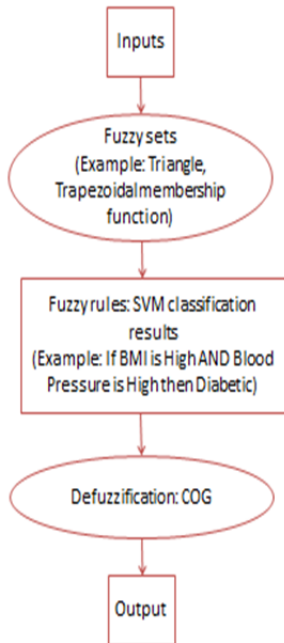 Inputs
Fuzzy sets
(Example: Triangle,
Trapezoidal membership
function)
Fuzzy rules: SVM classification
results
(Example: If BMI is High AND Blood
Pressure is High then Diabetic)
Defuzzification: COG
Output